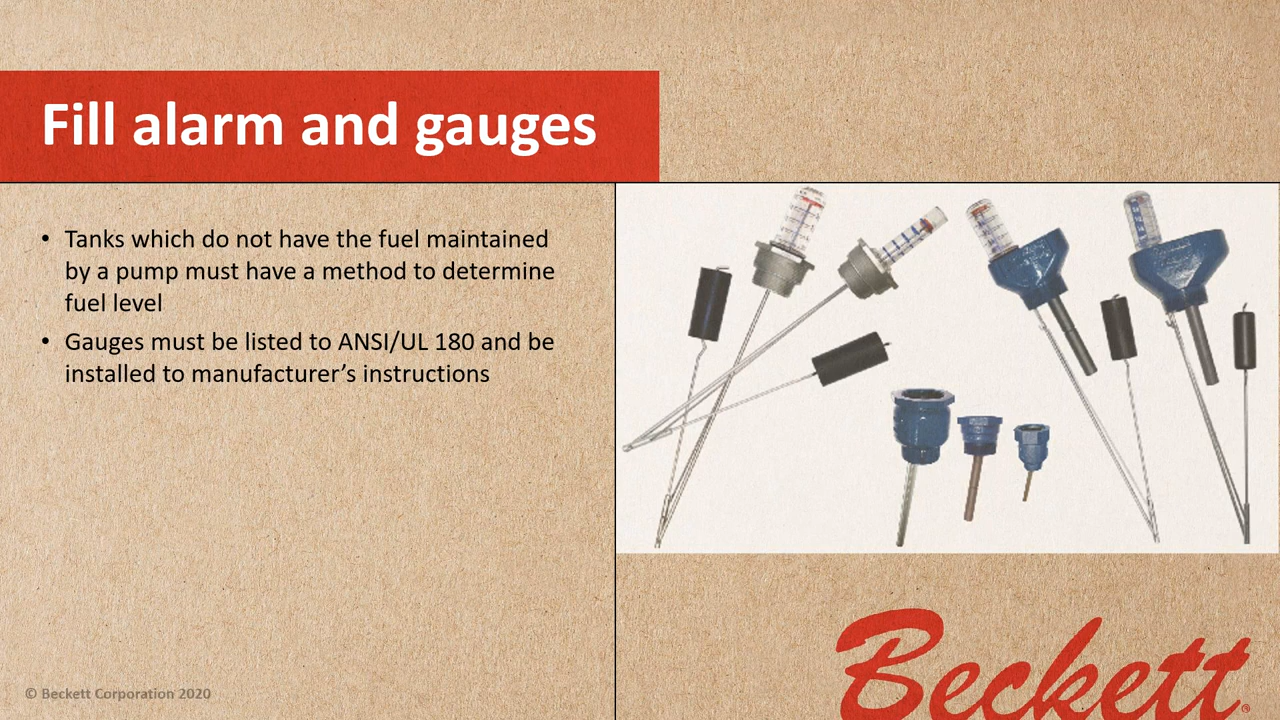 Fill alarm and gauges
• Tanks which do not have the fuel maintained
by a pump must have a method to determine
fuel level
• Gauges must be listed to ANSI/UL 180 and be
installed to manufacturer’s instructions
© Beckett Corporation 2020
Beckett®